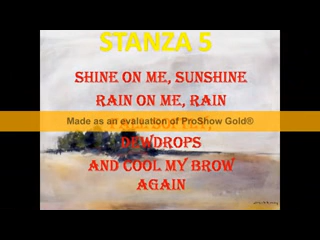 STANZA 5
SHINE ON ME, SUNSHINE
RAIN ON ME, RAIN
Made as an evaluation of ProShow Gold®
DEWDROPS
AND COOL MY BROW
AGAIN